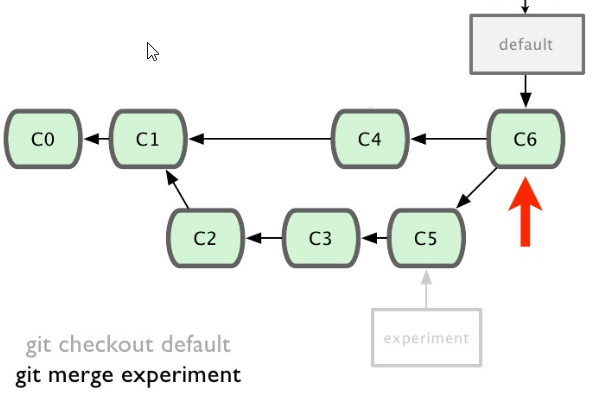 default
C0
C1
C4
C6
C2
C3
C5
experiment
git checkout default
git merge experiment